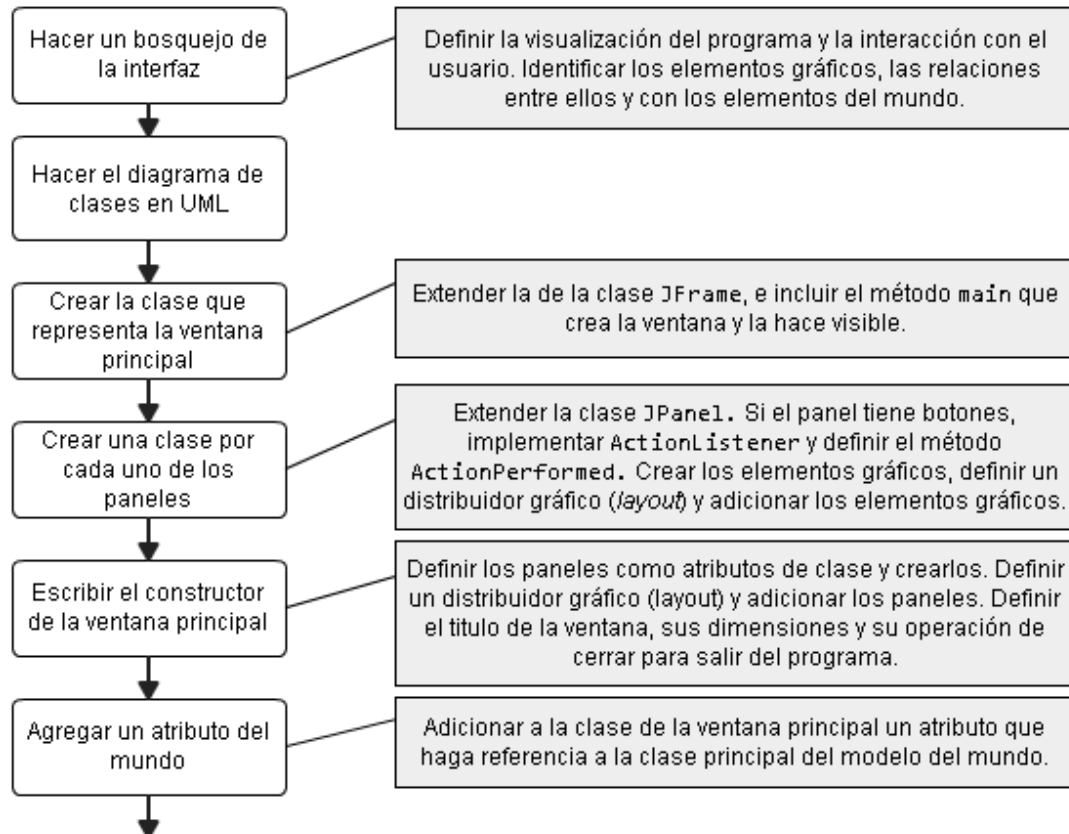 Hacer un bosquejo de
la interfaz
Definir la visualización del programa y la interacción con el
usuario. Identificar los elementos gráficos, las relaciones
entre ellos y con los elementos del mundo.
Hacer el diagrama de
clases en UML
Crear la clase que
representa la ventana
principal
Extender la de la clase JFrame, e incluir el método main que
crea la ventana y la hace visible.
Crear una clase por
cada uno de los
paneles
Extender la clase JPanel. Si el panel tiene botones,
implementar ActionListener y definir el método
ActionPerformed. Crear los elementos gráficos, definir un
distribuidor gráfico (layout) y adicionar los elementos gráficos.
Escribir el constructor
de la ventana principal
Definir los paneles como atributos de clase y crearlos. Definir
un distribuidor gráfico (layout) y adicionar los paneles. Definir
el titulo de la ventana, sus dimensiones y su operación de
cerrar para salir del programa.
Agregar un atributo del
mundo
Adicionar a la clase de la ventana principal un atributo que
haga referencia a la clase principal del modelo del mundo.